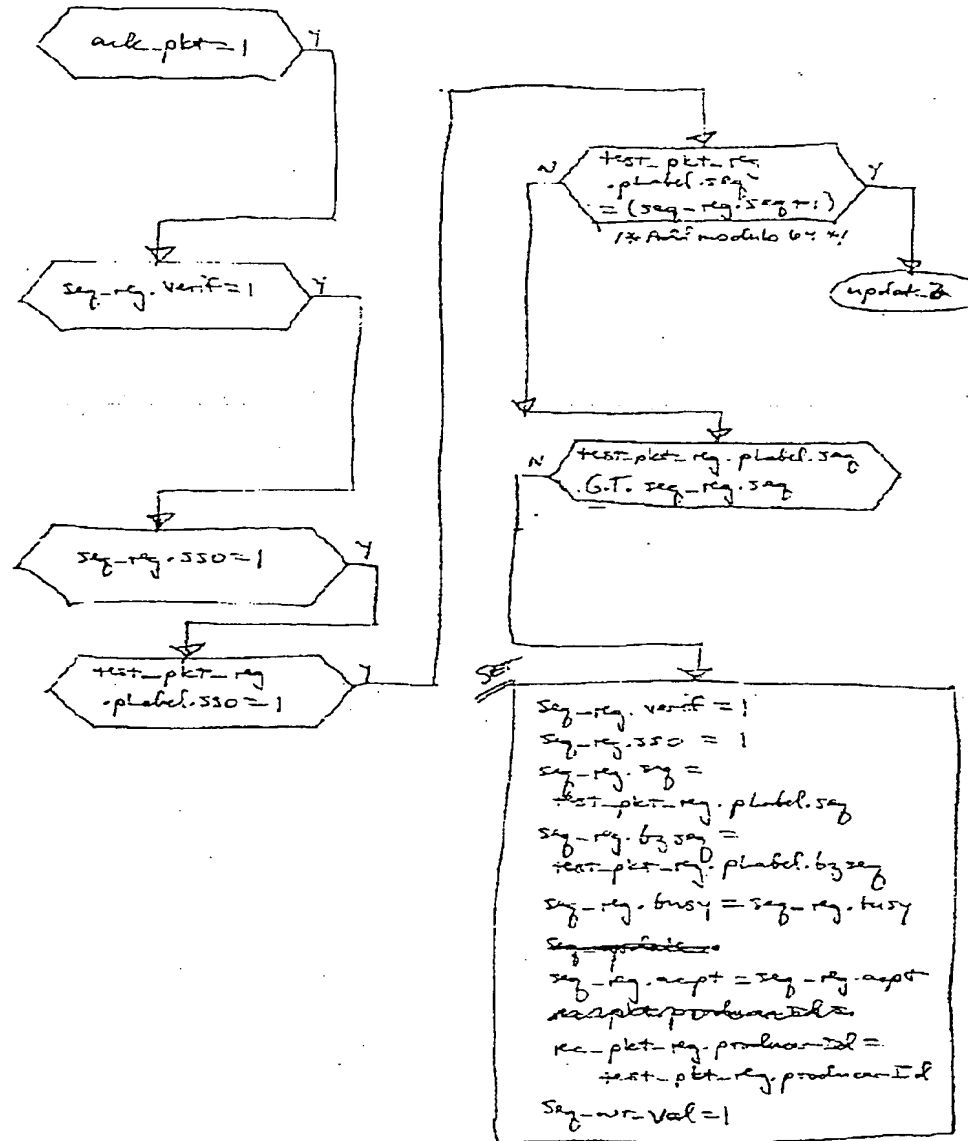 ack_pkt=1
Y
seq_reg.verif=1
Y
seq_reg.sso=1
Y
test_pkt_reg
.plabel.sso=1
Y
test_pkt_reg
.plabel.seq
= (seq_reg.seq+1)
N
Y
modulo 64 */
updat_2a
test_pkt_reg.plabel.seq
.G.T. seq_reg.seq
N
SET
seq_reg.verif=1
seq_reg.sso = 1
seq_reg.seq =
test_pkt_reg.plabel.seq
seq_reg.bzseq =
test_pkt_reg.plabel.bzseq
seq_reg.busy = seq_reg.busy
seq_reg.acpt = seq_reg.acpt
rec_pkt_reg.producerId =
test_pkt_reg.producerId
seq_wr_val=1